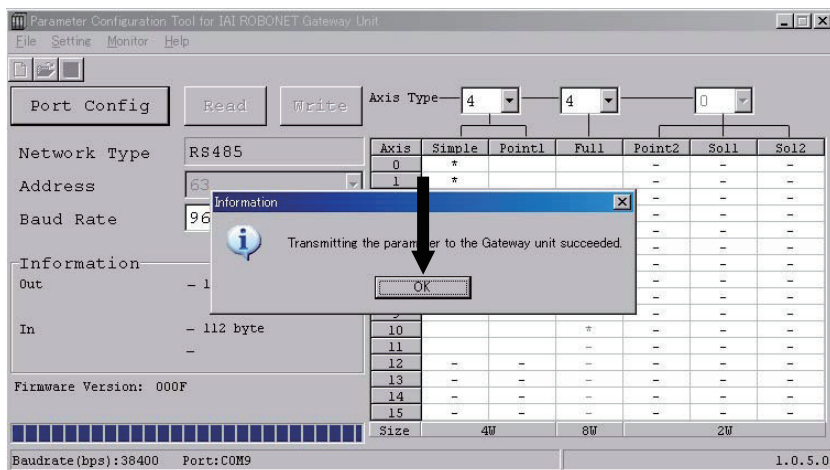 Parameter Configuration Tool for IAI ROBONET Gateway Unit
File Setting Monitor Help
Port Config Read Write Axis Type 4 4 0
Network Type RS485
Address 63
Baud Rate 96
Axis Simple Point1 Full Point2 Sol1 Sol2
0 * - - -
1 * - - -
Information
Transmitting the parameter to the Gateway unit succeeded.
OK
Information
Out - 1
In - 112 byte
-
10 * - - -
11 - - - -
12 - - - - - -
13 - - - - - -
14 - - - - - -
15 - - - - - -
Size 4W 8W 2W
Firmware Version: 000F
Baudrate(bps):38400 Port:COM9 1.0.5.0